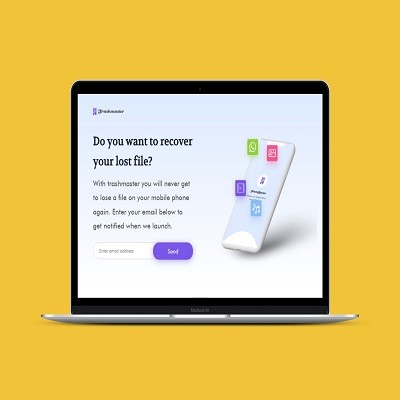 Trashmaster
Do you want to recover
your lost file?
With trashmaster you will never get
to lose a file on your mobile phone
again. Enter your email below to
get notified when we launch.
Enter email address
Send
MacBook Air